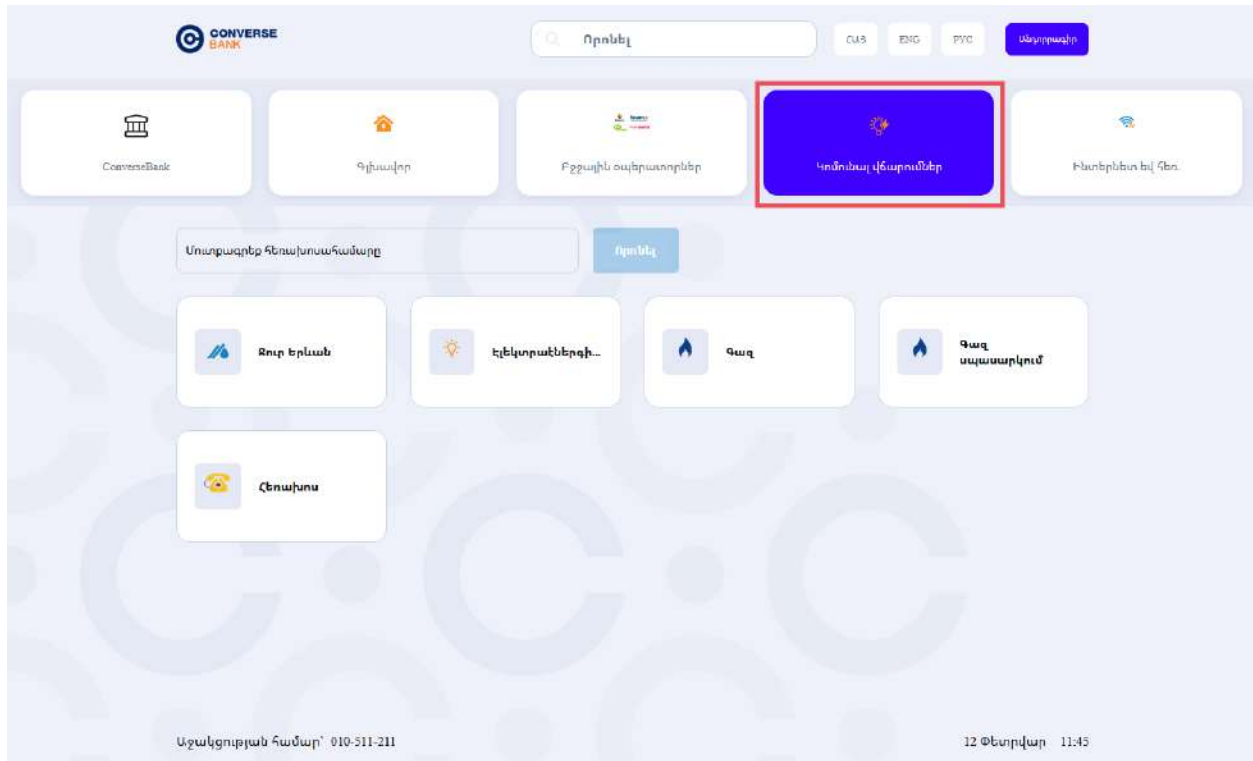 CONVERSE
BANK
Որոնել
ՀԱՅ
ENG
РУС
Անդորրագիր
ConverseBank
Գլխավոր
Բջջային օպերատորներ
Կոմունալ վճարումներ
Ինտերնետ եվ հեռ.
Մուտքագրեք հեռախոսահամարը
Որոնել
Ջուր Երևան
Էլեկտրաէներգի...
Գազ
Գազ
սպասարկում
Հեռախոս
Աջակցության համար՝ 010-511-211
12 Փետրվար 11:45